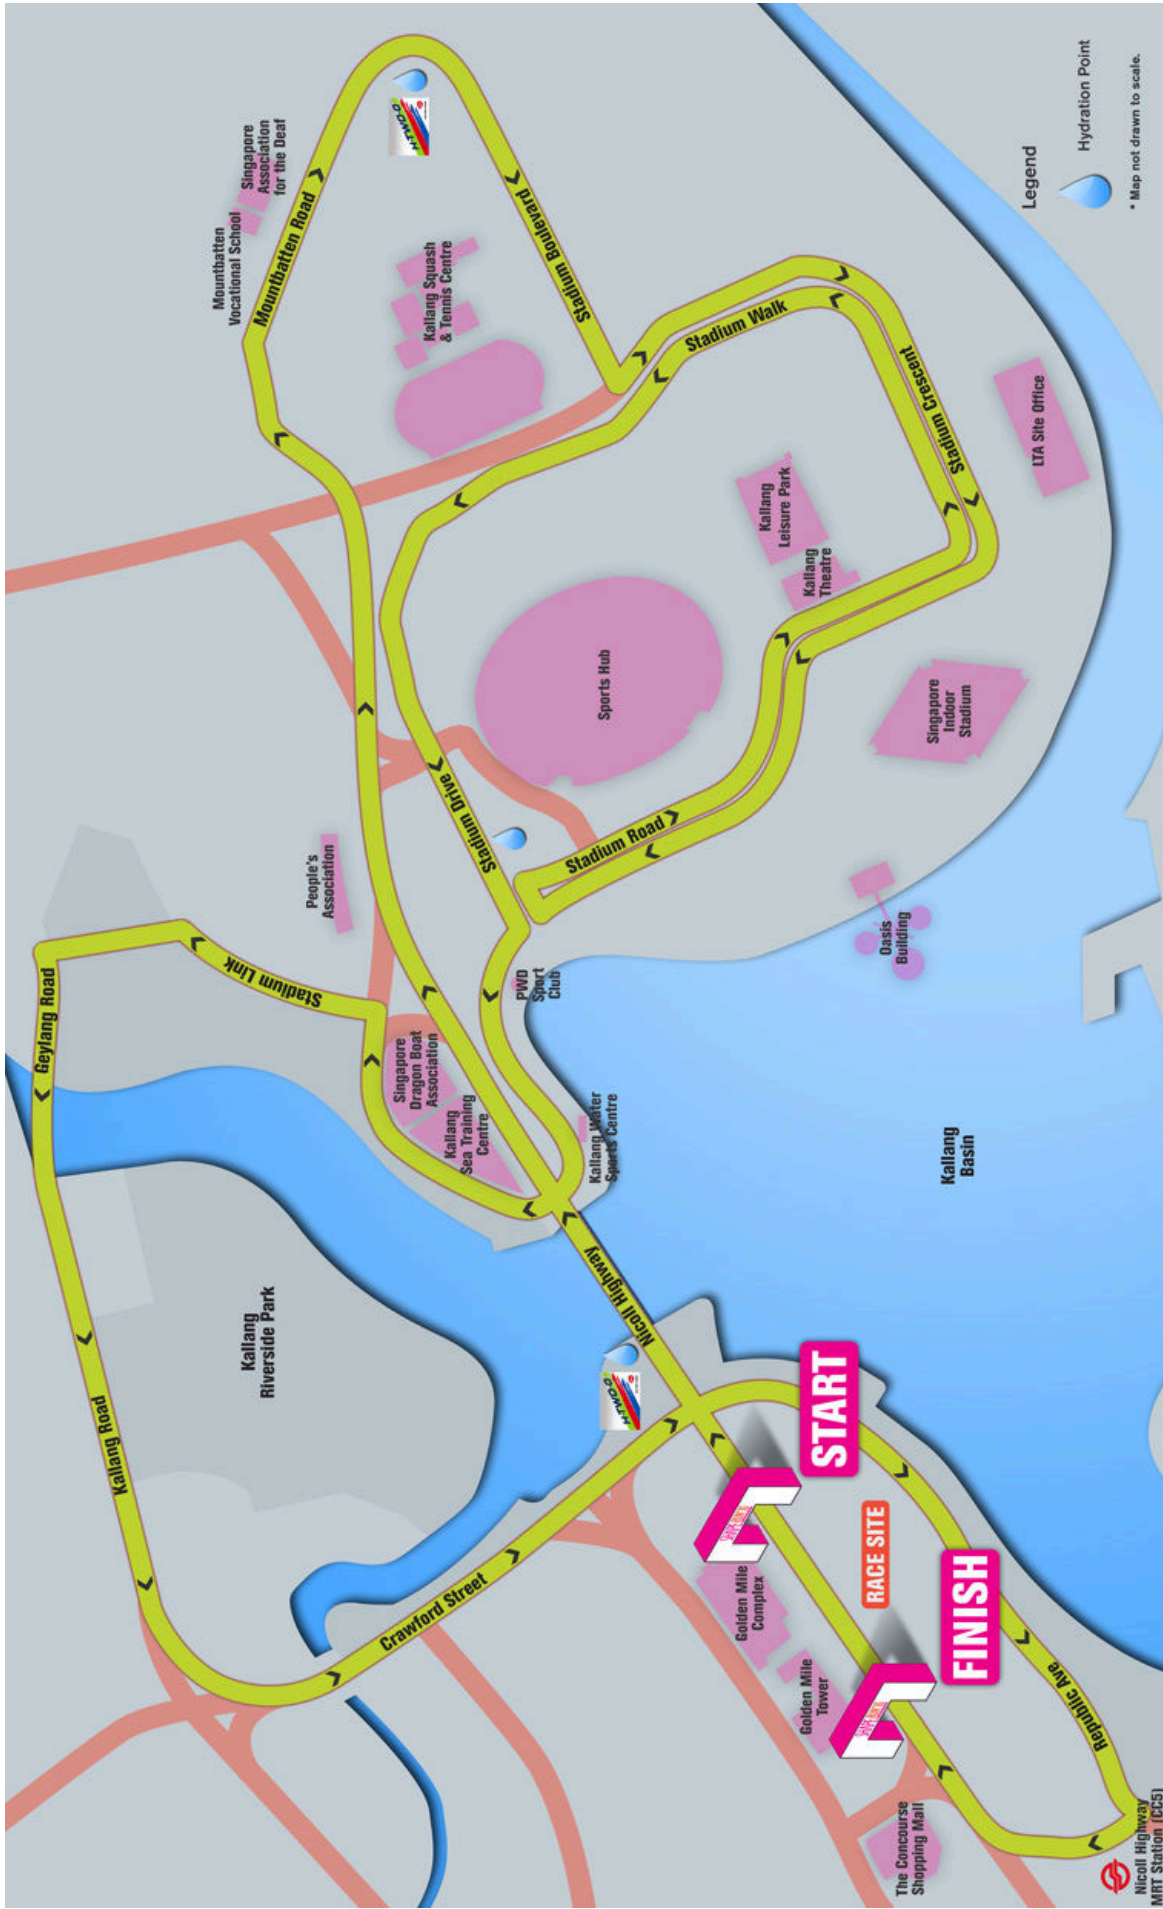 Singapore
Association
for the Deaf
Mountbatten
Vocational School
Mountbatten Road
H-TWO-O
Stadium Boulevard
Kallang Squash
& Tennis Centre
Stadium Walk
Stadium Crescent
Legend
Hydration Point
* Map not drawn to scale.
LTA Site Office
Kallang
Leisure Park
Kallang
Theatre
Sports Hub
Singapore
Indoor
Stadium
Stadium Drive
Stadium Road
People's
Association
Oasis
Building
PWD
Sport
Club
Geylang Road
Stadium Link
Singapore
Dragon Boat
Association
Kallang
Sea Training
Centre
Kallang Water
Sports Centre
Kallang
Basin
Nicoll Highway
Kallang
Riverside Park
H-TWO-O
Kallang Road
Crawford Street
START
RACE SITE
FINISH
Golden Mile
Complex
Golden Mile
Tower
Republic Ave
The Concourse
Shopping Mall
Nicoll Highway
MRT Station (CC5)